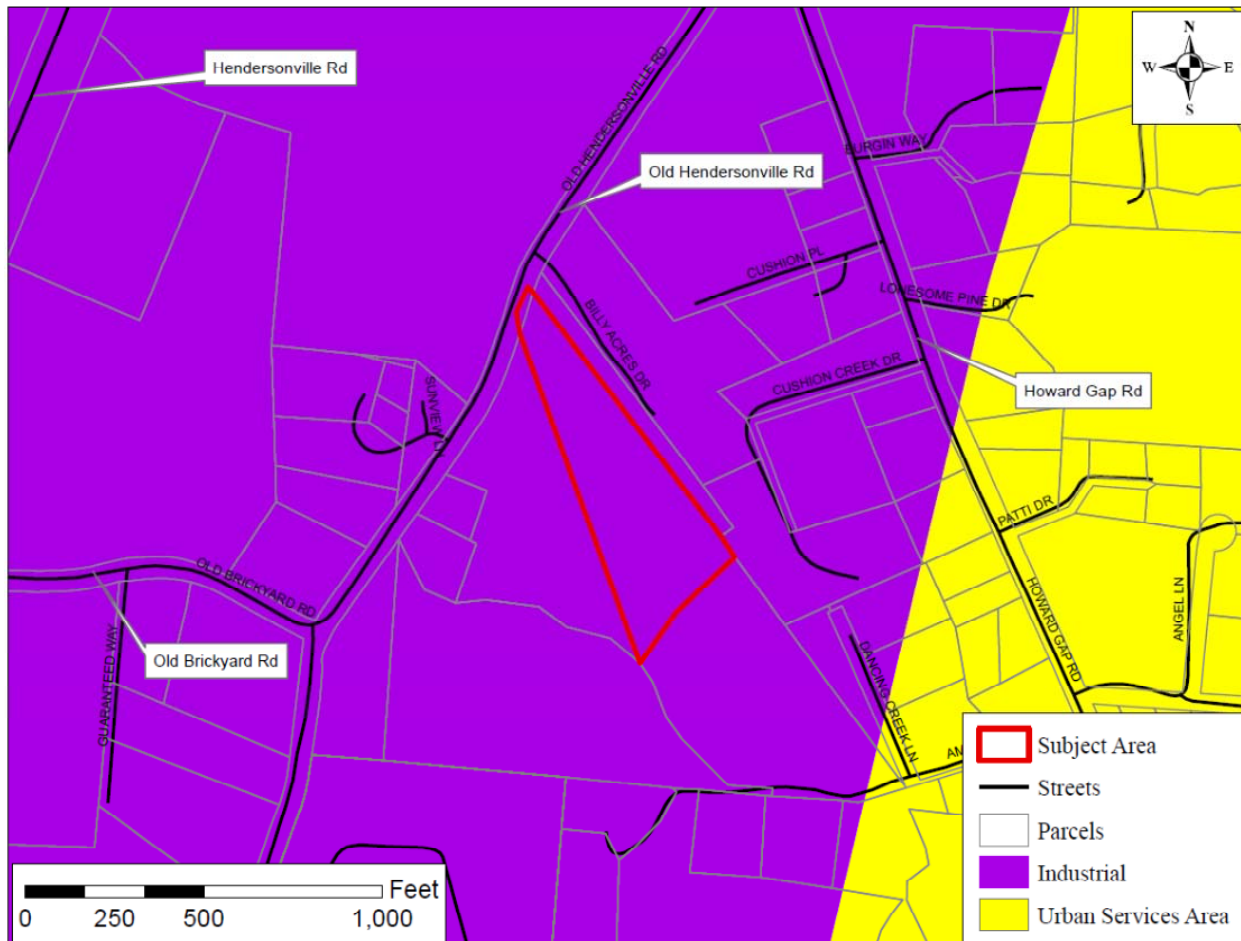 N
W E
S
Hendersonville Rd
OLD HENDERSONVILLE RD
Old Hendersonville Rd
BURGIN WAY
CUSHION PL
LONESOME PINE DR
BILLY ACRES DR
CUSHION CREEK DR
Howard Gap Rd
SUNVIEW LN
PATTI DR
OLD BRICKYARD RD
HOWARD GAP RD
ANGEL LN
Old Brickyard Rd
GUARANTEED WAY
DANCING CREEK LN
AM
Subject Area
Streets
Parcels
Industrial
Urban Services Area
Feet
0 250 500 1,000